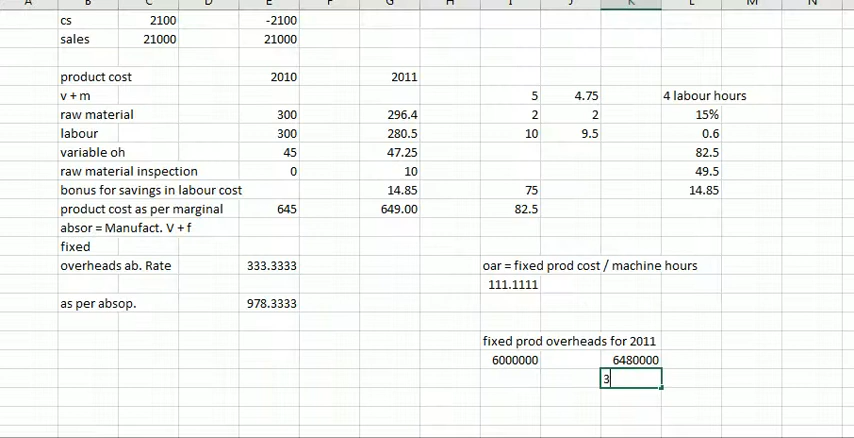 A B C D E F G H I J K L M N
cs 2100 -2100
sales 21000 21000
product cost 2010 2011
v + m 5 4.75 4 labour hours
raw material 300 296.4 2 2 15%
labour 300 280.5 10 9.5 0.6
variable oh 45 47.25 82.5
raw material inspection 0 10 49.5
bonus for savings in labour cost 14.85 75 14.85
product cost as per marginal 645 649.00 82.5
absor = Manufact. V + f
fixed
overheads ab. Rate 333.3333 oar = fixed prod cost / machine hours
111.1111
as per absop. 978.3333
fixed prod overheads for 2011
6000000 6480000
3